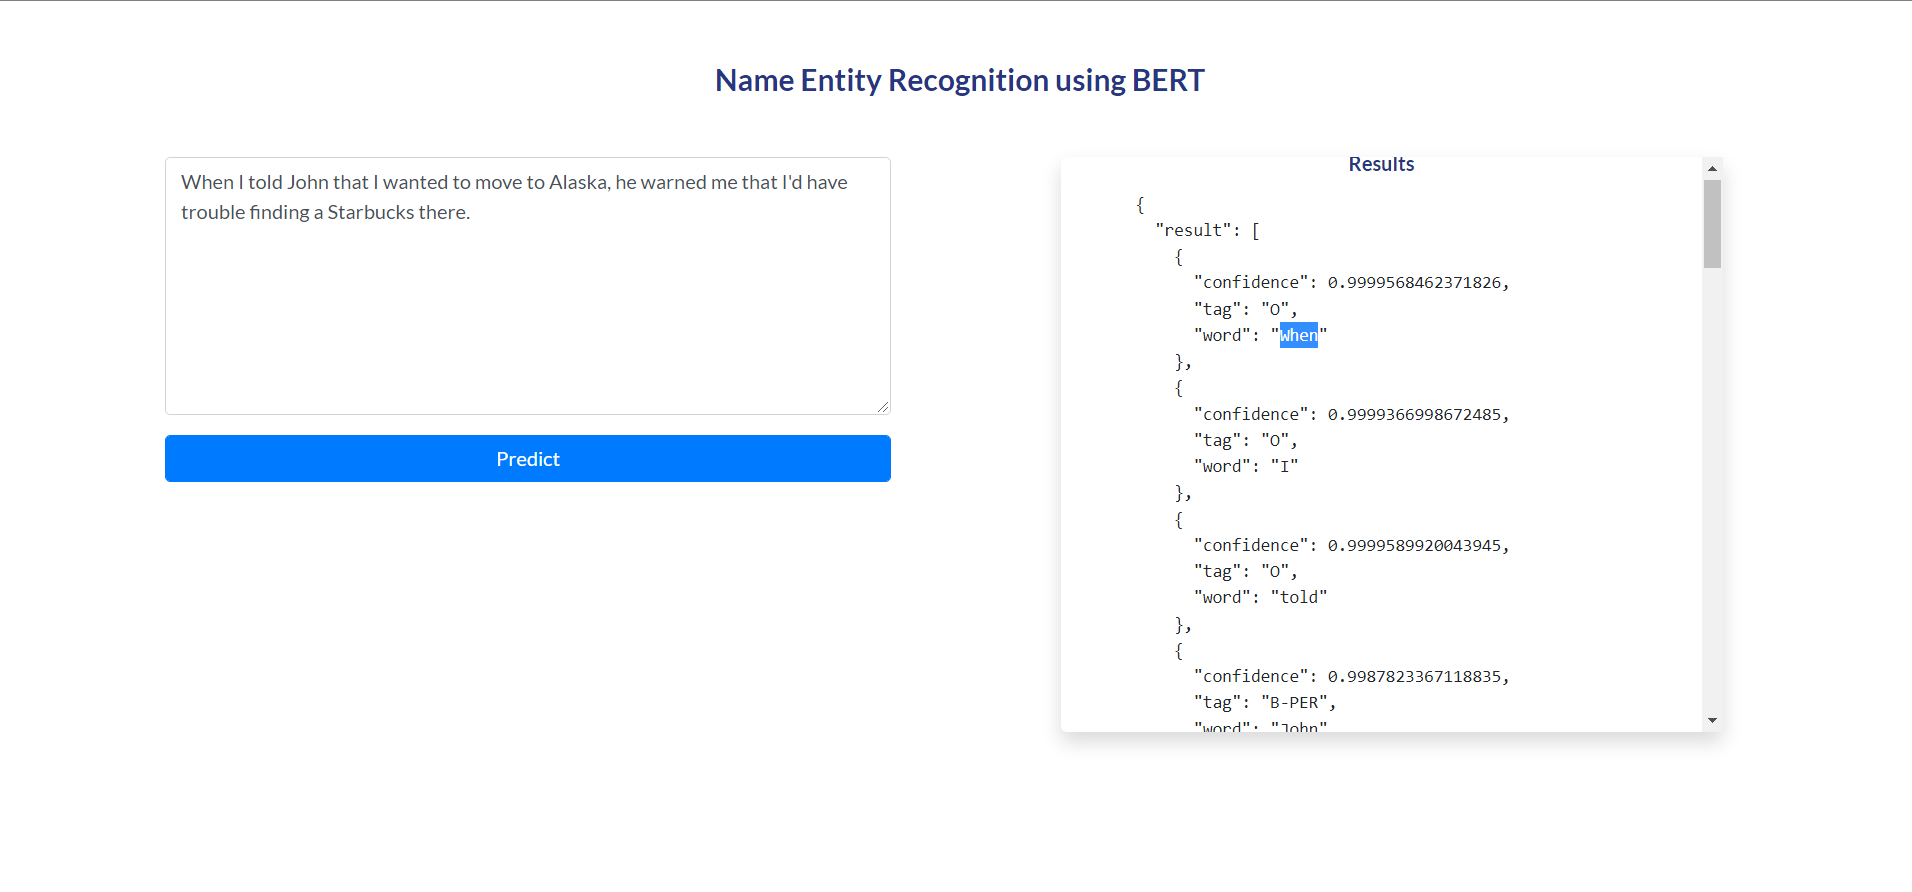 Name Entity Recognition using BERT
When I told John that I wanted to move to Alaska, he warned me that I'd have
trouble finding a Starbucks there.
Predict
Results
{
"result": [
{
"confidence": 0.9999568462371826,
"tag": "O",
"word": "When"
},
{
"confidence": 0.9999366998672485,
"tag": "O",
"word": "I"
},
{
"confidence": 0.9999589920043945,
"tag": "O",
"word": "told"
},
{
"confidence": 0.9987823367118835,
"tag": "B-PER",
"word": "John"